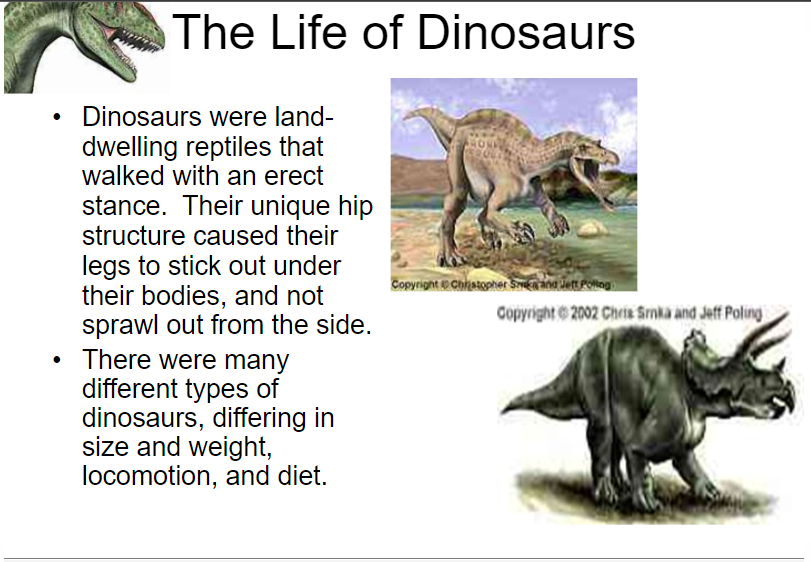 The Life of Dinosaurs
• Dinosaurs were land-
dwelling reptiles that
walked with an erect
stance.  Their unique hip
structure caused their
legs to stick out under
their bodies, and not
sprawl out from the side.
• There were many
different types of
dinosaurs, differing in
size and weight,
locomotion, and diet.
Copyright © Christopher Srnka and Jeff Poling
Copyright © 2002 Chris Srnka and Jeff Poling